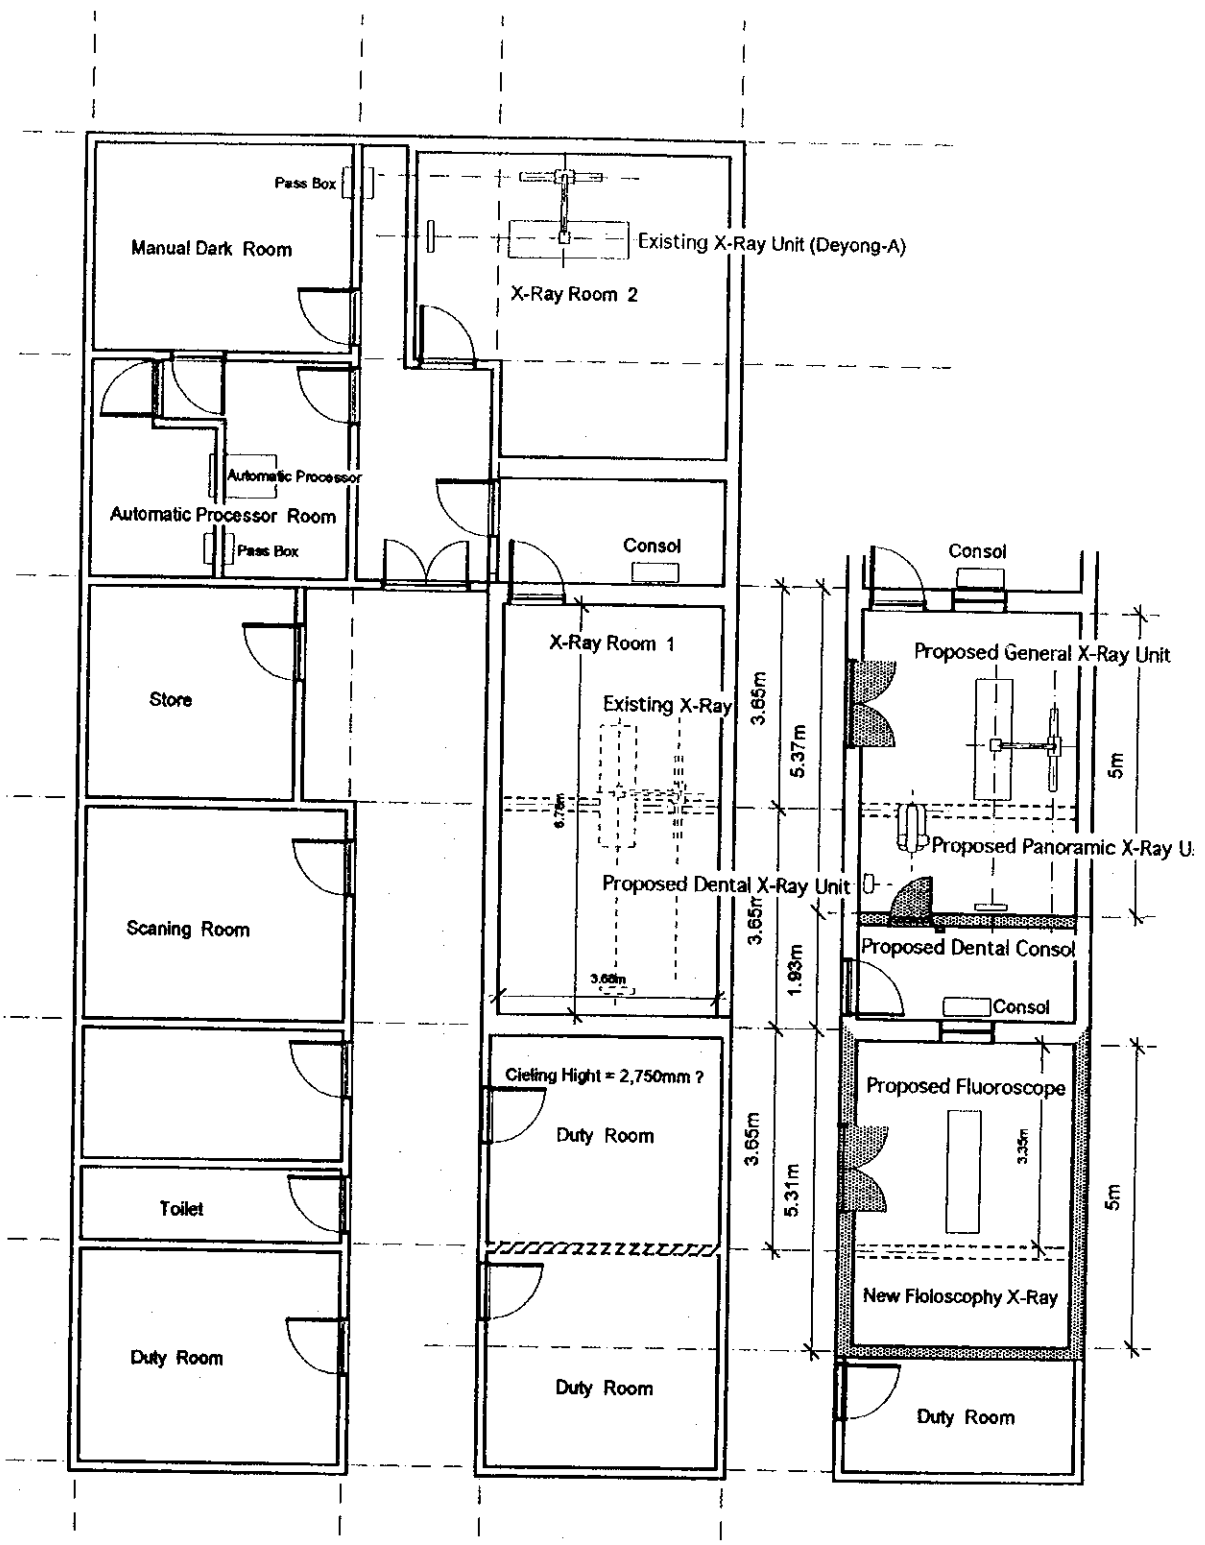 Pass Box
Manual Dark Room
Existing X-Ray Unit (Deyong-A)
X-Ray Room 2
Automatic Processor
Automatic Processor Room
Pass Box
Consol
Consol
X-Ray Room 1
Proposed General X-Ray Unit
Store
Existing X-Ray
3.65m
5.37m
5m
6.78m
Proposed Panoramic X-Ray U
Proposed Dental X-Ray Unit
3.65m
Scaning Room
Proposed Dental Consol
1.93m
3.68m
Consol
Cieling Hight = 2,750mm ?
Proposed Fluoroscope
Duty Room
3.65m
3.35m
5.31m
5m
Toilet
New Floloscophy X-Ray
Duty Room
Duty Room
Duty Room